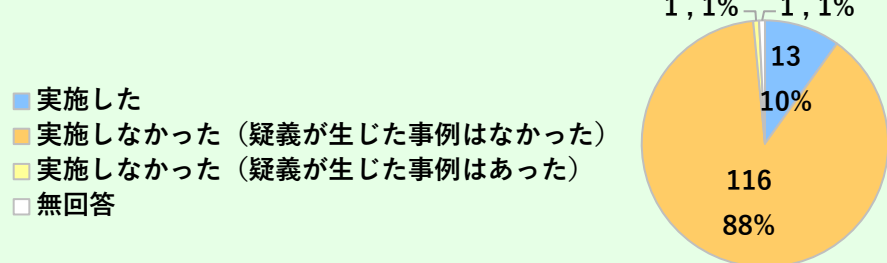 1 , 1%
1 , 1%
13
10%
実施した
実施しなかった（疑義が生じた事例はなかった）
実施しなかった（疑義が生じた事例はあった）
無回答
116
88%